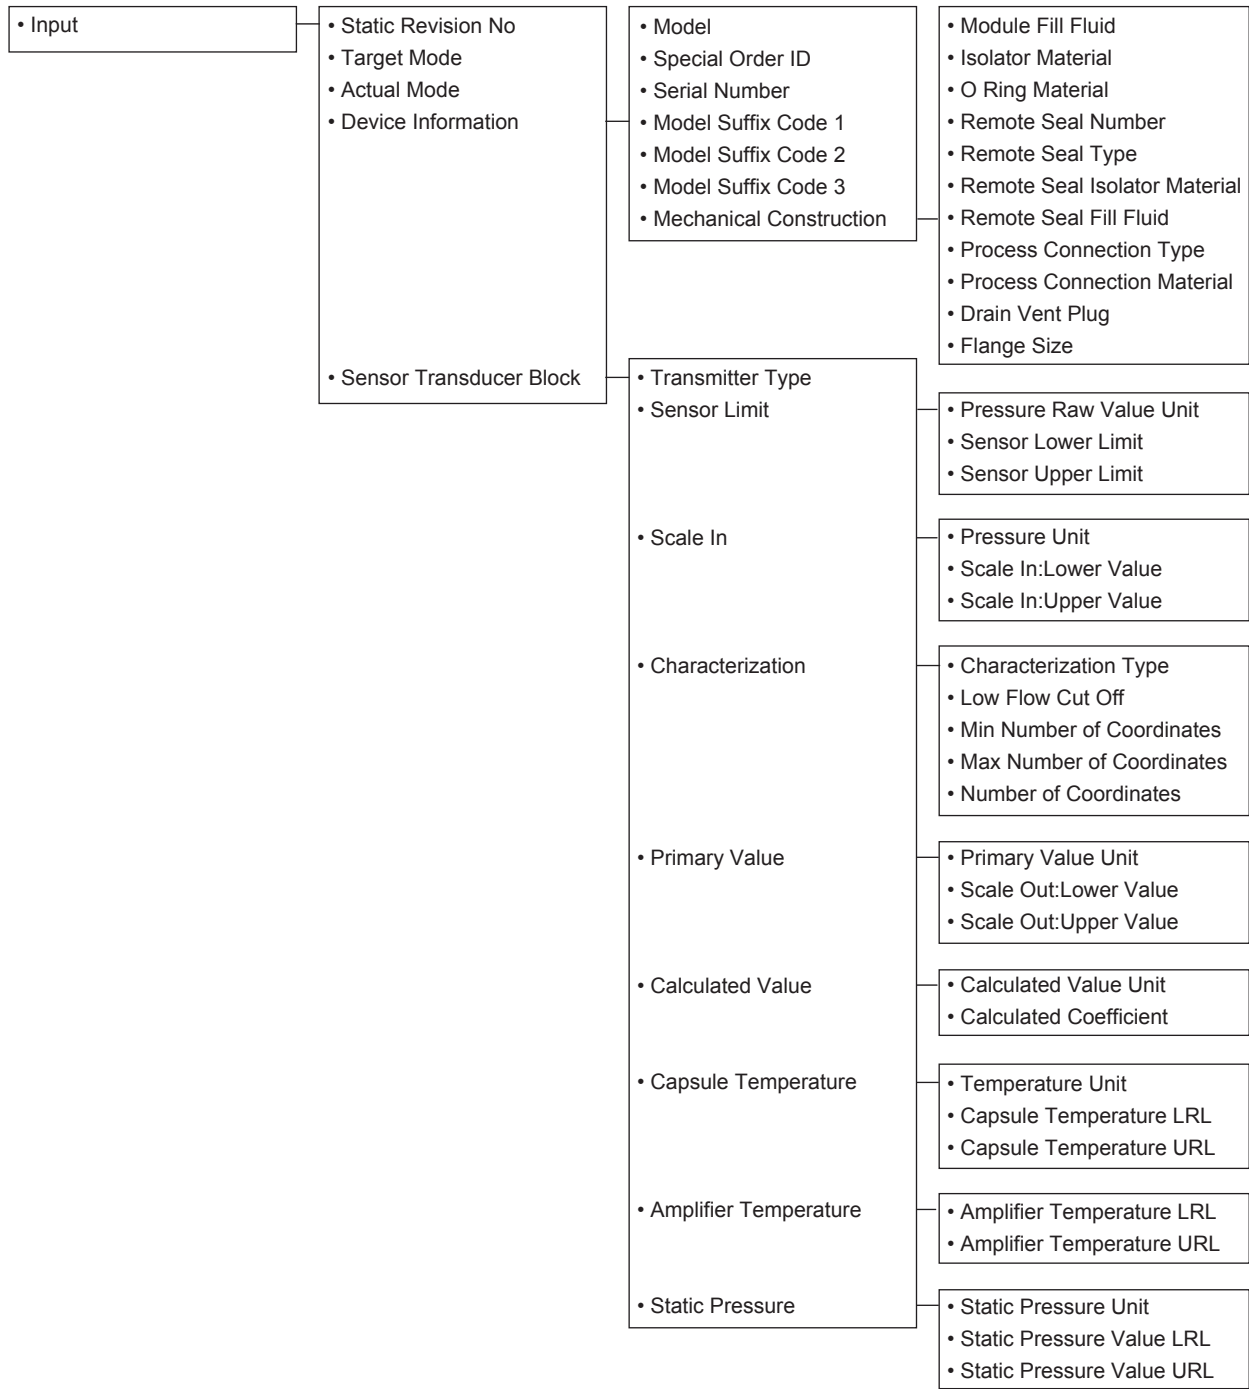 • Input
• Static Revision No
• Target Mode
• Actual Mode
• Device Information
• Sensor Transducer Block
• Model
• Special Order ID
• Serial Number
• Model Suffix Code 1
• Model Suffix Code 2
• Model Suffix Code 3
• Mechanical Construction
• Module Fill Fluid
• Isolator Material
• O Ring Material
• Remote Seal Number
• Remote Seal Type
• Remote Seal Isolator Material
• Remote Seal Fill Fluid
• Process Connection Type
• Process Connection Material
• Drain Vent Plug
• Flange Size
• Transmitter Type
• Sensor Limit
• Pressure Raw Value Unit
• Sensor Lower Limit
• Sensor Upper Limit
• Scale In
• Pressure Unit
• Scale In:Lower Value
• Scale In:Upper Value
• Characterization
• Characterization Type
• Low Flow Cut Off
• Min Number of Coordinates
• Max Number of Coordinates
• Number of Coordinates
• Primary Value
• Primary Value Unit
• Scale Out:Lower Value
• Scale Out:Upper Value
• Calculated Value
• Calculated Value Unit
• Calculated Coefficient
• Capsule Temperature
• Temperature Unit
• Capsule Temperature LRL
• Capsule Temperature URL
• Amplifier Temperature
• Amplifier Temperature LRL
• Amplifier Temperature URL
• Static Pressure
• Static Pressure Unit
• Static Pressure Value LRL
• Static Pressure Value URL